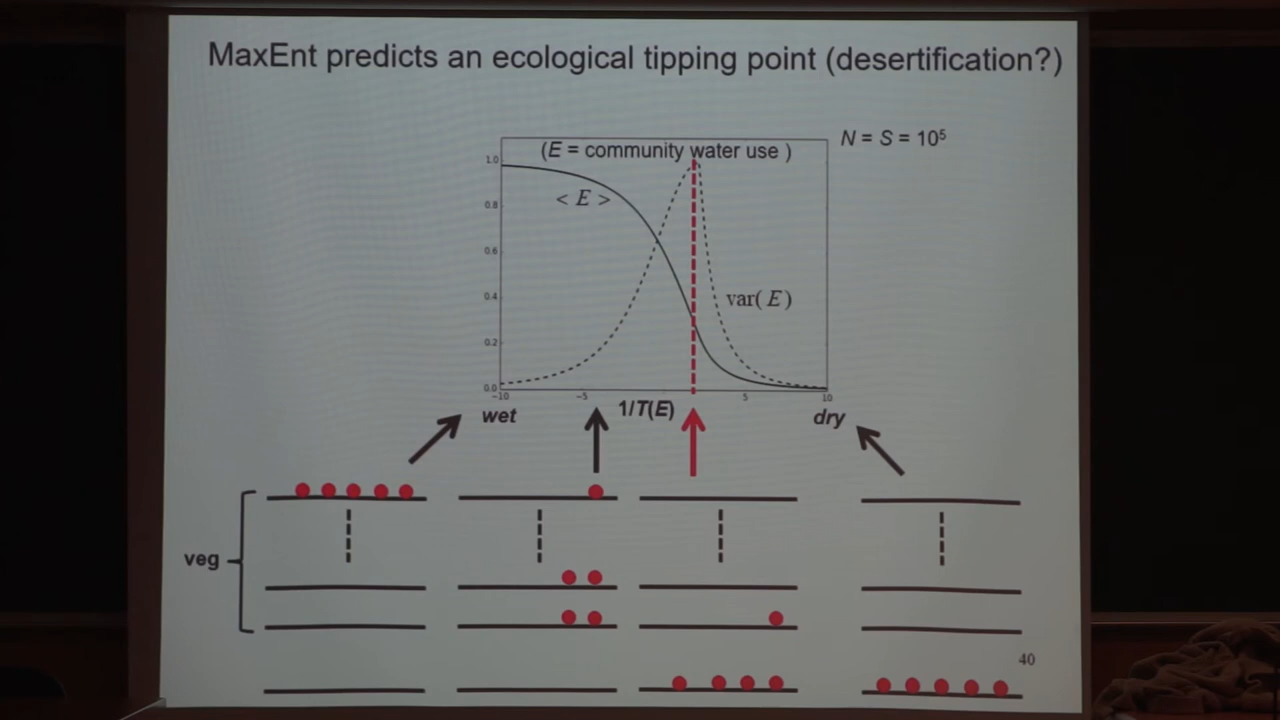 MaxEnt predicts an ecological tipping point (desertification?)
N = S = 10⁵
(E = community water use )
1.0
< E >
0.8
0.6
0.4
var( E )
0.2
0.0
-10
-5
5
10
wet
1/T(E)
dry
veg
40